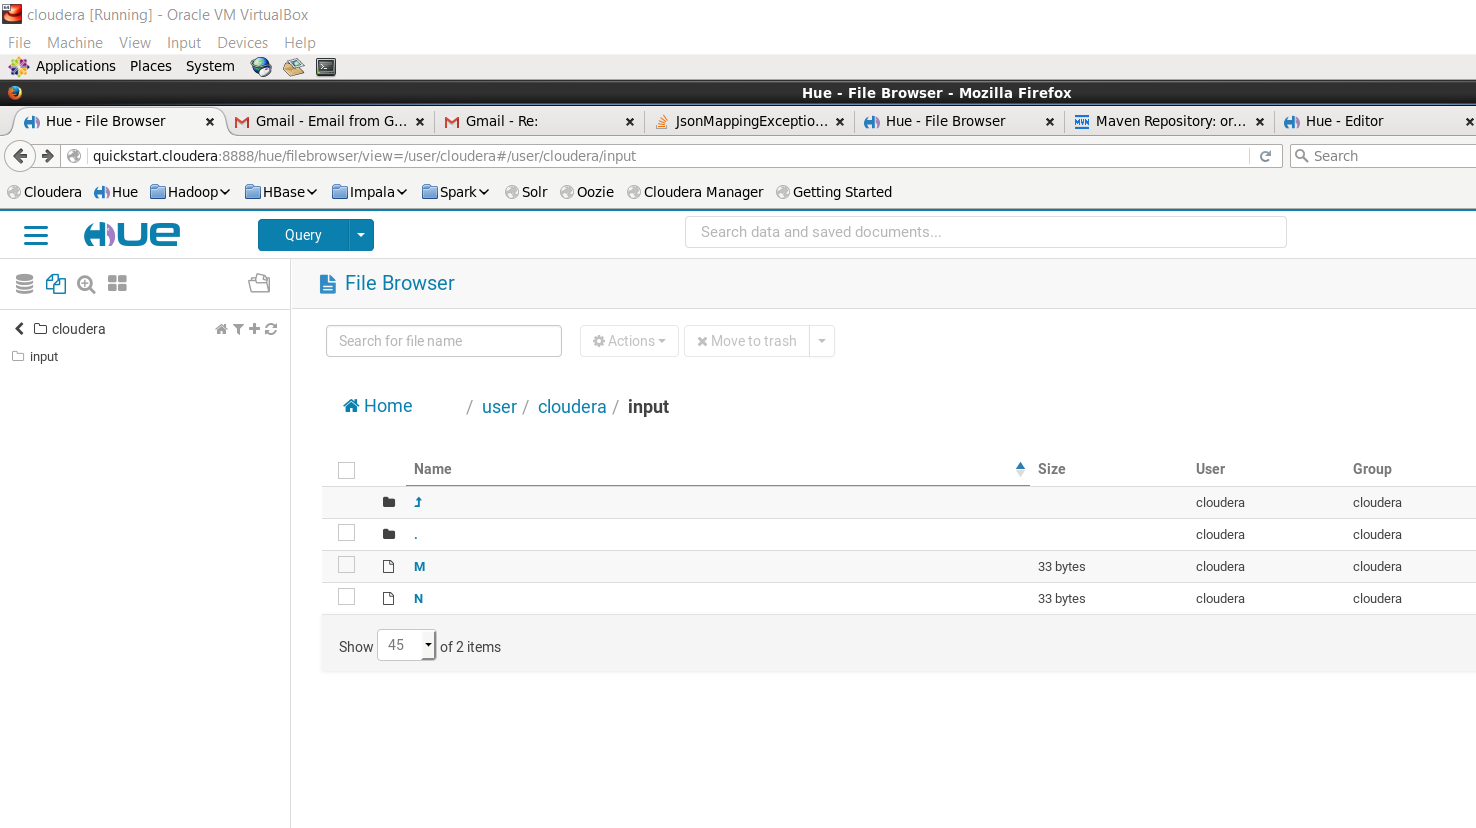 cloudera [Running] - Oracle VM VirtualBox
File Machine View Input Devices Help
Applications Places System
Hue - File Browser - Mozilla Firefox
Hue - File Browser Gmail - Email from G... Gmail - Re: JsonMappingExceptio... Hue - File Browser Maven Repository: or... Hue - Editor
quickstart.cloudera:8888/hue/filebrowser/view=/user/cloudera#/user/cloudera/input Search
Cloudera Hue Hadoop HBase Impala Spark Solr Oozie Cloudera Manager Getting Started
HUE Query Search data and saved documents...
File Browser
cloudera
input
Search for file name Actions Move to trash
Home / user / cloudera / input
Name Size User Group
cloudera cloudera
. cloudera cloudera
M 33 bytes cloudera cloudera
N 33 bytes cloudera cloudera
Show 45 of 2 items